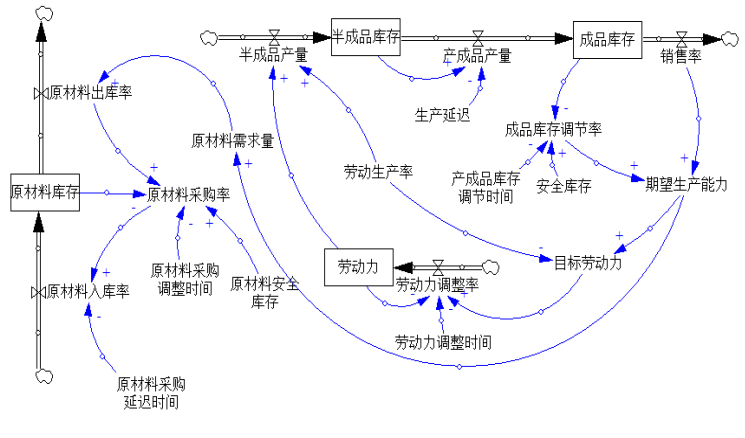 半成品库存
成品库存
半成品产量
产成品产量
销售率
原材料出库率
生产延迟
原材料需求量
成品库存调节率
劳动生产率
产成品库存
调节时间
安全库存
期望生产能力
原材料库存
原材料采购率
劳动力
目标劳动力
原材料采购
调整时间
原材料安全
库存
劳动力调整率
原材料入库率
劳动力调整时间
原材料采购
延迟时间